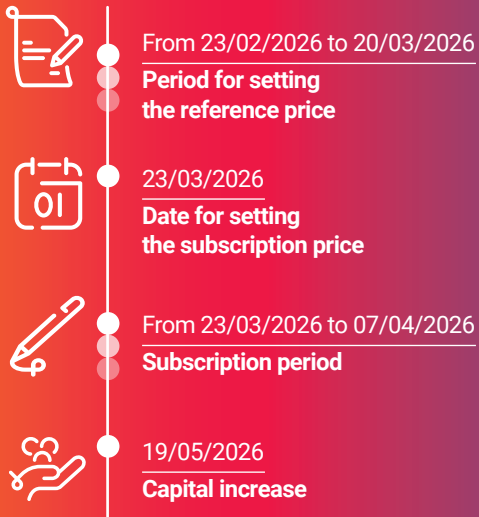 From 23/02/2026 to 20/03/2026
Period for setting
the reference price
01
23/03/2026
Date for setting
the subscription price
From 23/03/2026 to 07/04/2026
Subscription period
19/05/2026
Capital increase